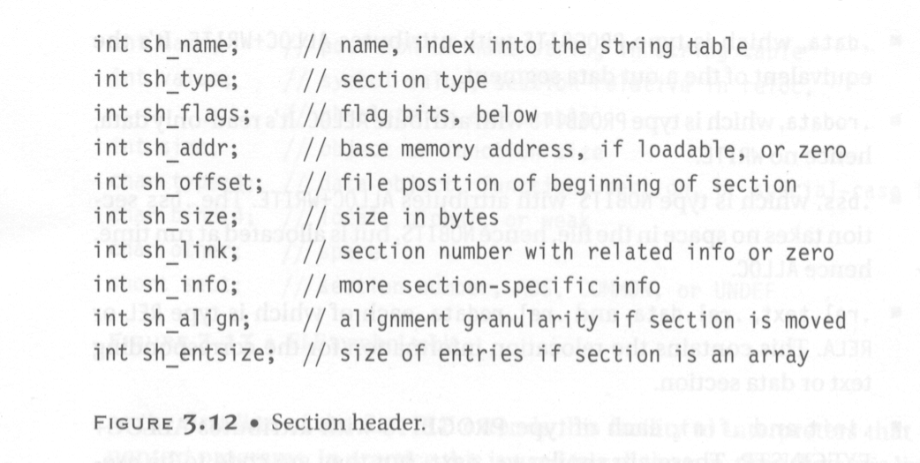 int sh_name; // name, index into the string table
int sh_type; // section type
int sh_flags; // flag bits, below
int sh_addr; // base memory address, if loadable, or zero
int sh_offset; // file position of beginning of section
int sh_size; // size in bytes
int sh_link; // section number with related info or zero
int sh_info; // more section-specific info
int sh_align; // alignment granularity if section is moved
int sh_entsize; // size of entries if section is an array
FIGURE 3.12 • Section header.